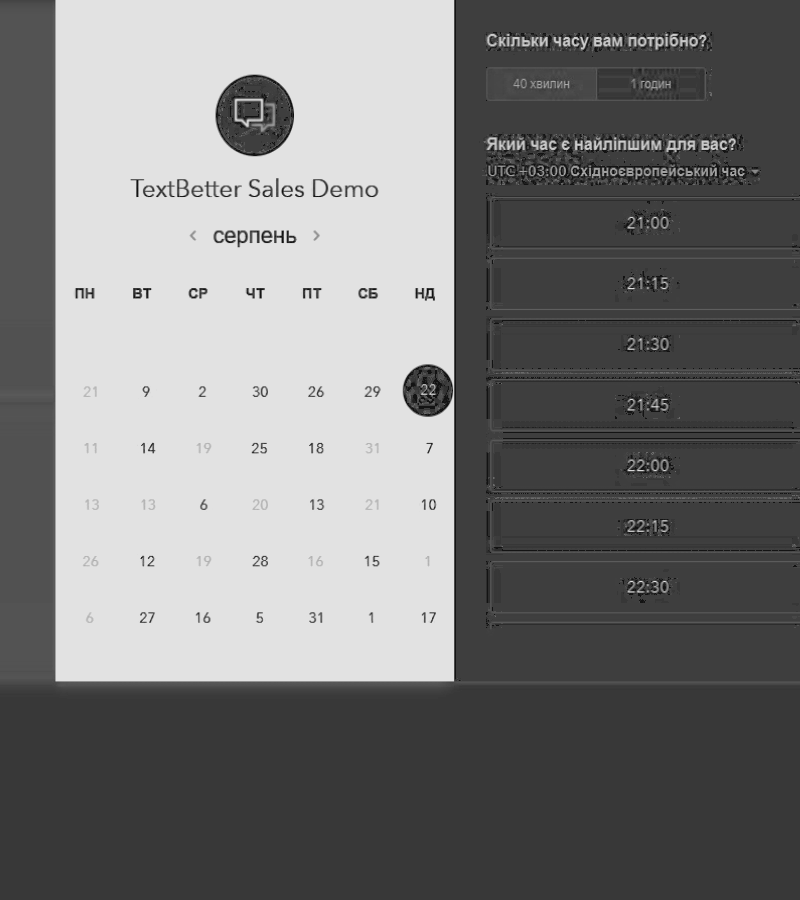 TextBetter Sales Demo
‹ серпень ›
ПН ВТ СР ЧТ ПТ СБ НД
21 9 2 30 26 29 22
11 14 19 25 18 31 7
13 13 6 20 13 21 10
26 12 19 28 16 15 1
6 27 16 5 31 1 17
Скільки часу вам потрібно?
40 хвилин 1 годин
Який час є найліпшим для вас?
UTC +03:00 Східноєвропейський час
21:00
21:15
21:30
21:45
22:00
22:15
22:30